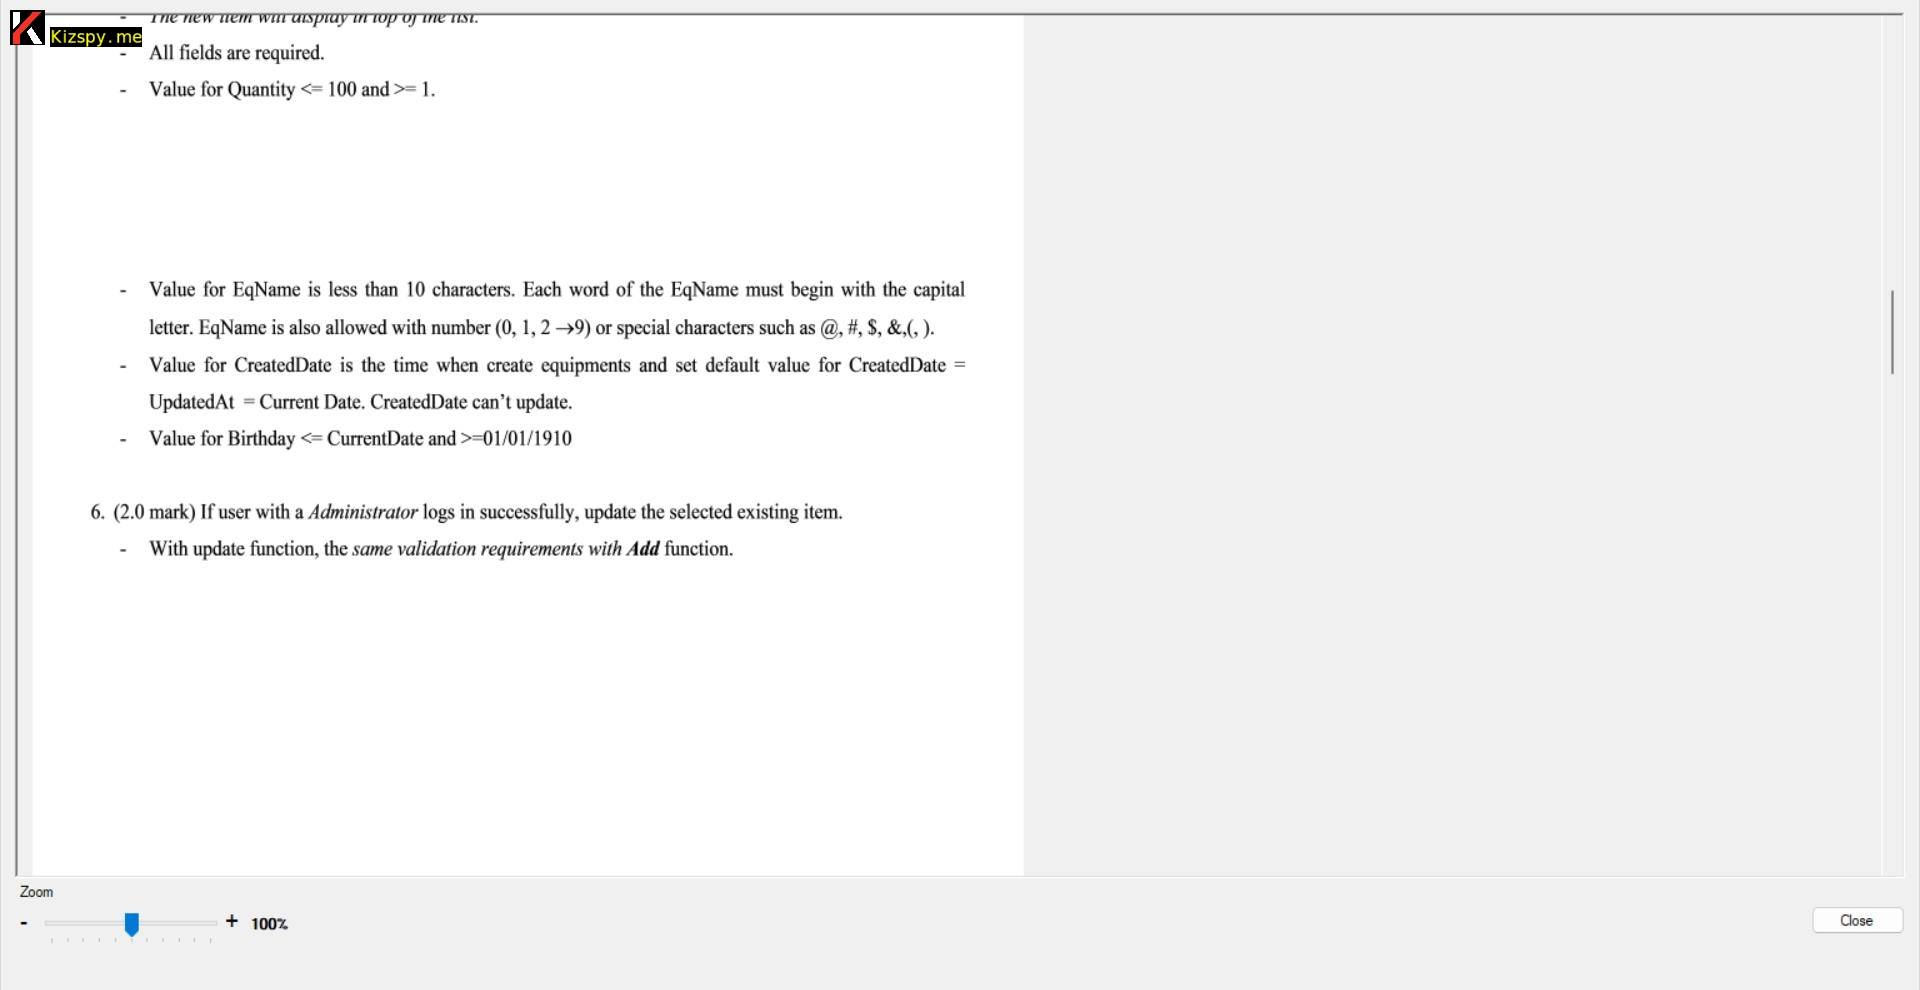 - The new item will display in top of the list.
Kizspy.me
- All fields are required.
- Value for Quantity <= 100 and >= 1.
- Value for EqName is less than 10 characters. Each word of the EqName must begin with the capital
letter. EqName is also allowed with number (0, 1, 2 →9) or special characters such as @, #, $, &,(, ).
- Value for CreatedDate is the time when create equipments and set default value for CreatedDate =
UpdatedAt = Current Date. CreatedDate can’t update.
- Value for Birthday <= CurrentDate and >=01/01/1910
6. (2.0 mark) If user with a Administrator logs in successfully, update the selected existing item.
- With update function, the same validation requirements with Add function.
Zoom
- + 100%
Close